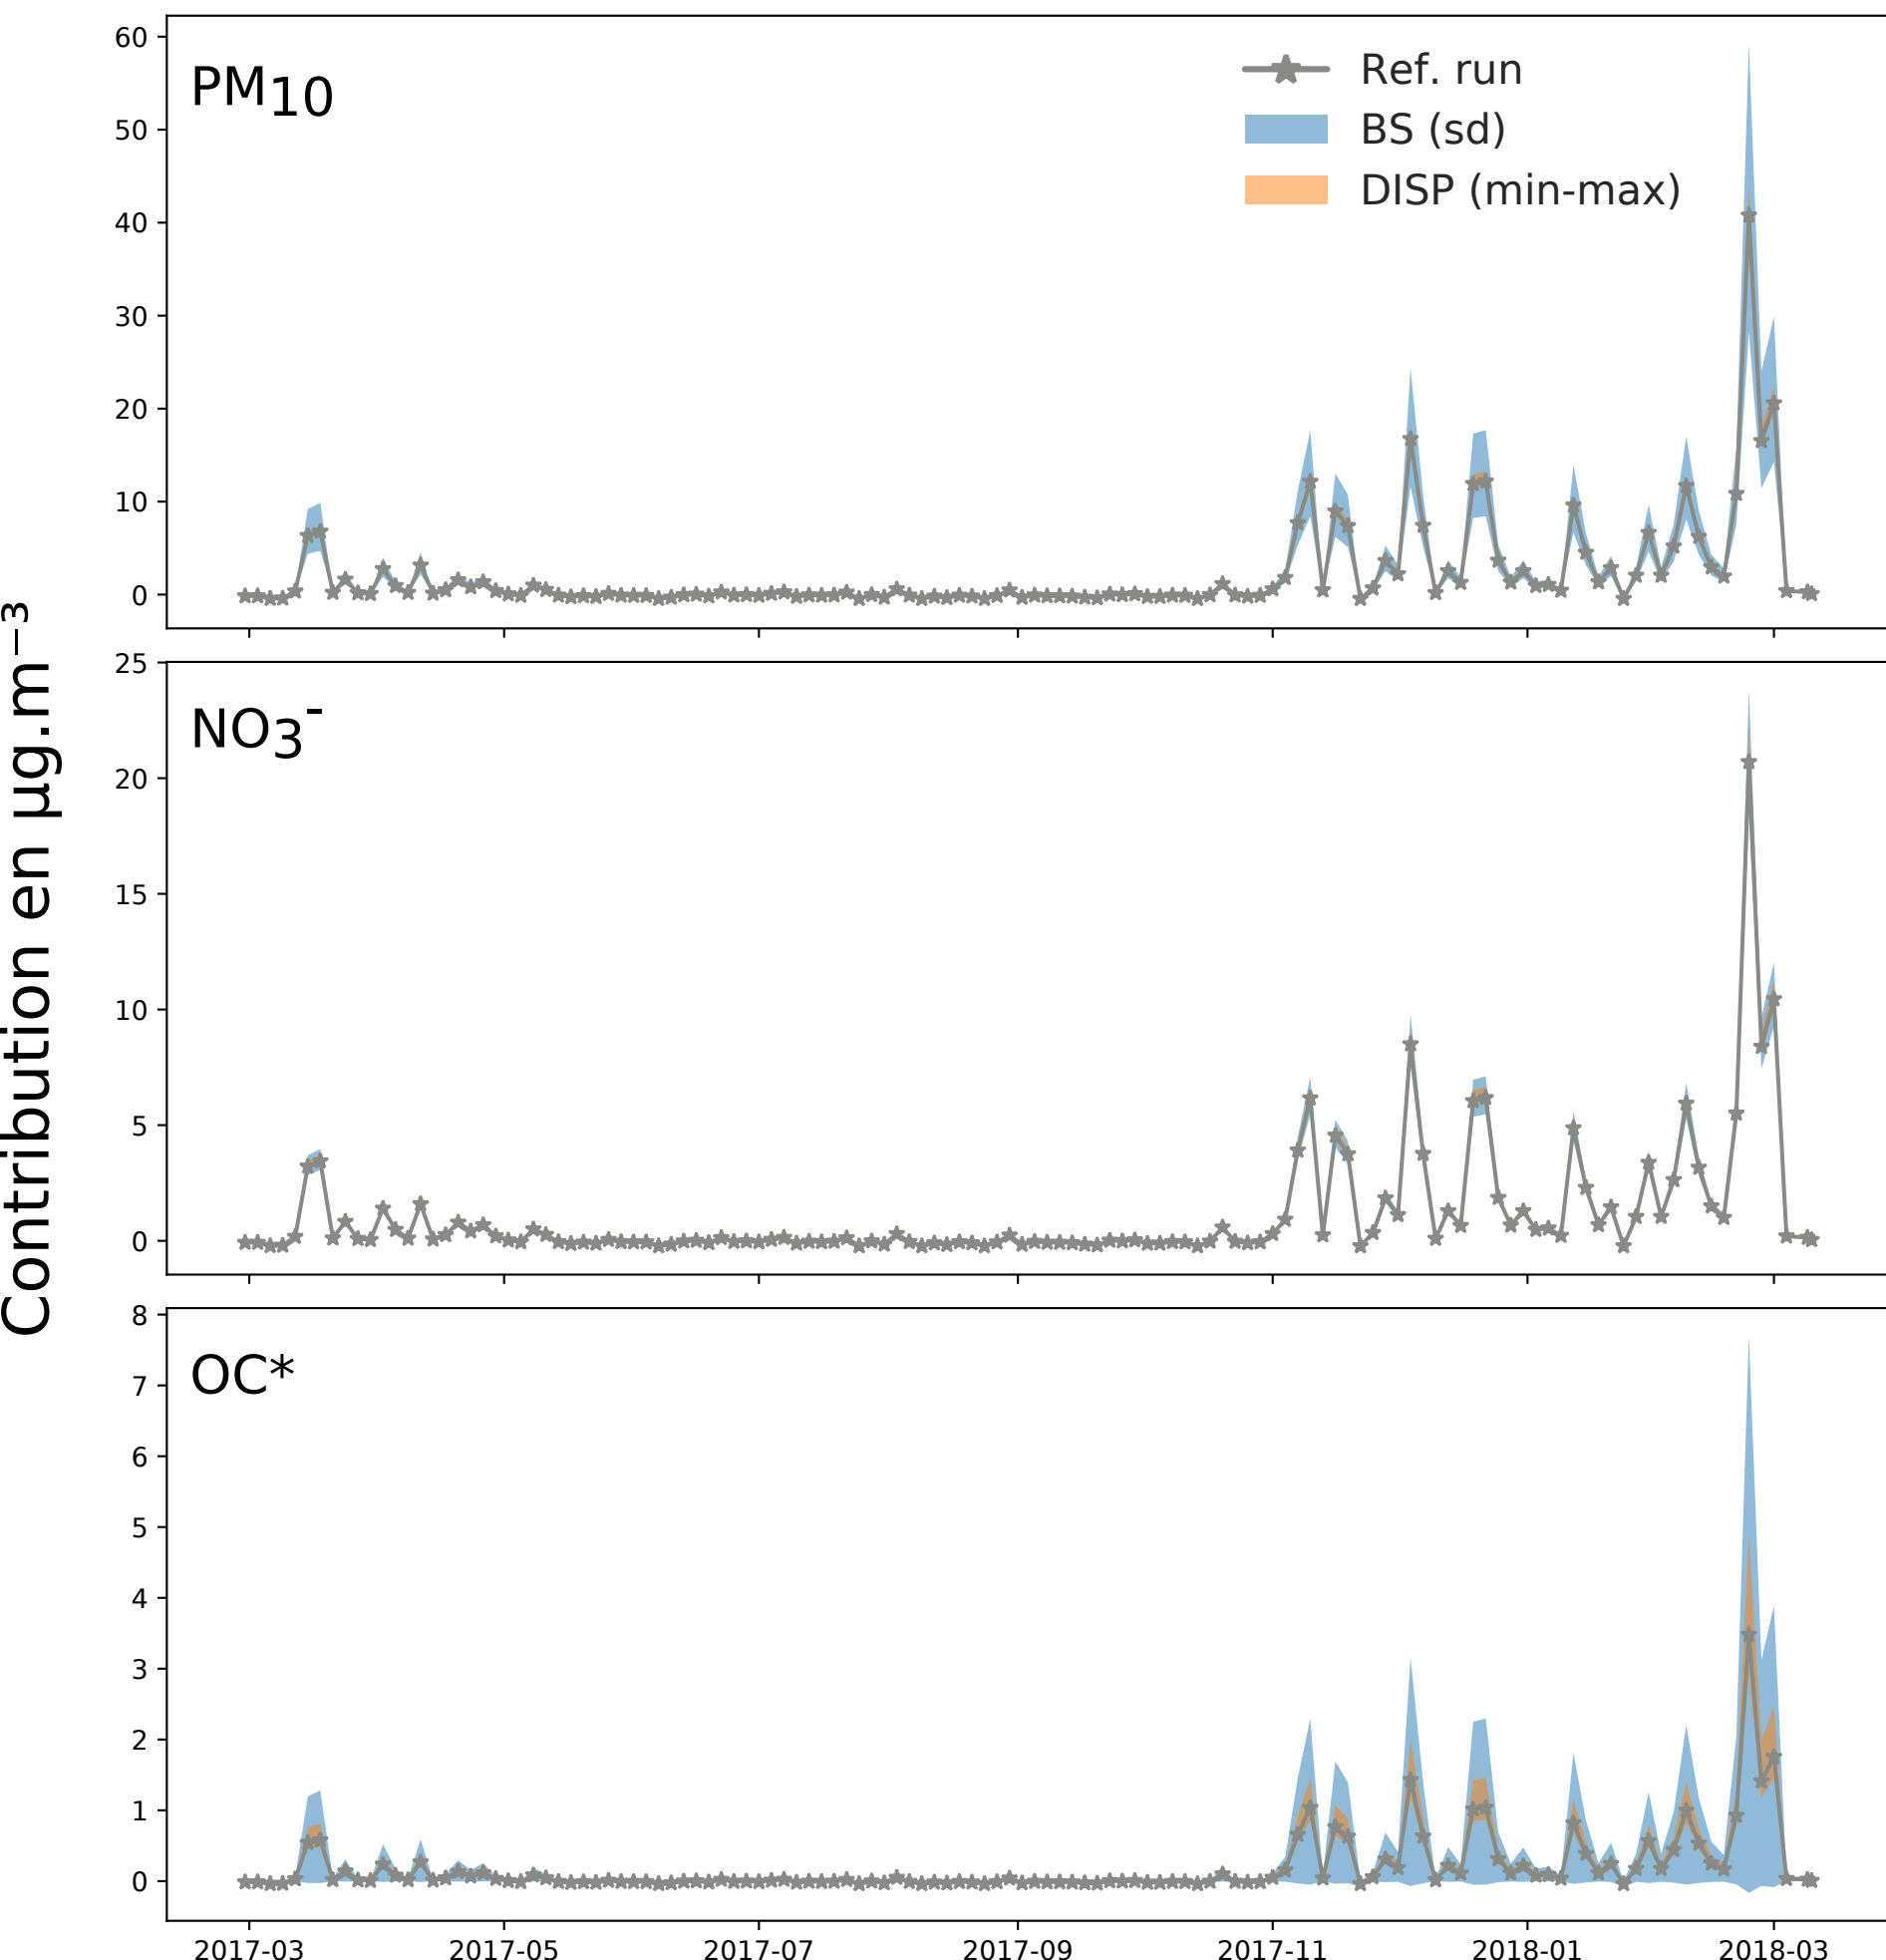 Contribution en µg.m⁻³
PM10
60
50
40
30
20
10
0
Ref. run
BS (sd)
DISP (min-max)
NO3-
25
20
15
10
5
0
OC*
8
7
6
5
4
3
2
1
0
2017-03 2017-05 2017-07 2017-09 2017-11 2018-01 2018-03